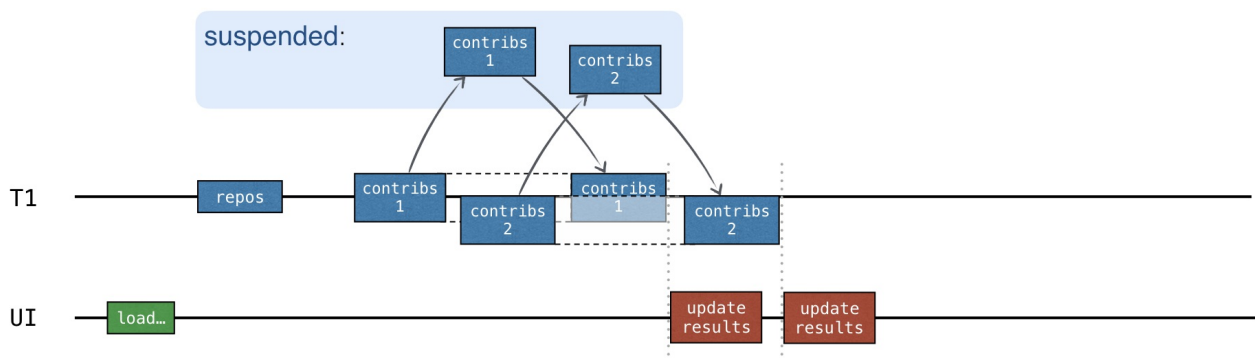 suspended:
contribs
1
contribs
2
T1
repos
contribs
1
contribs
2
contribs
1
contribs
2
UI
load…
update
results
update
results